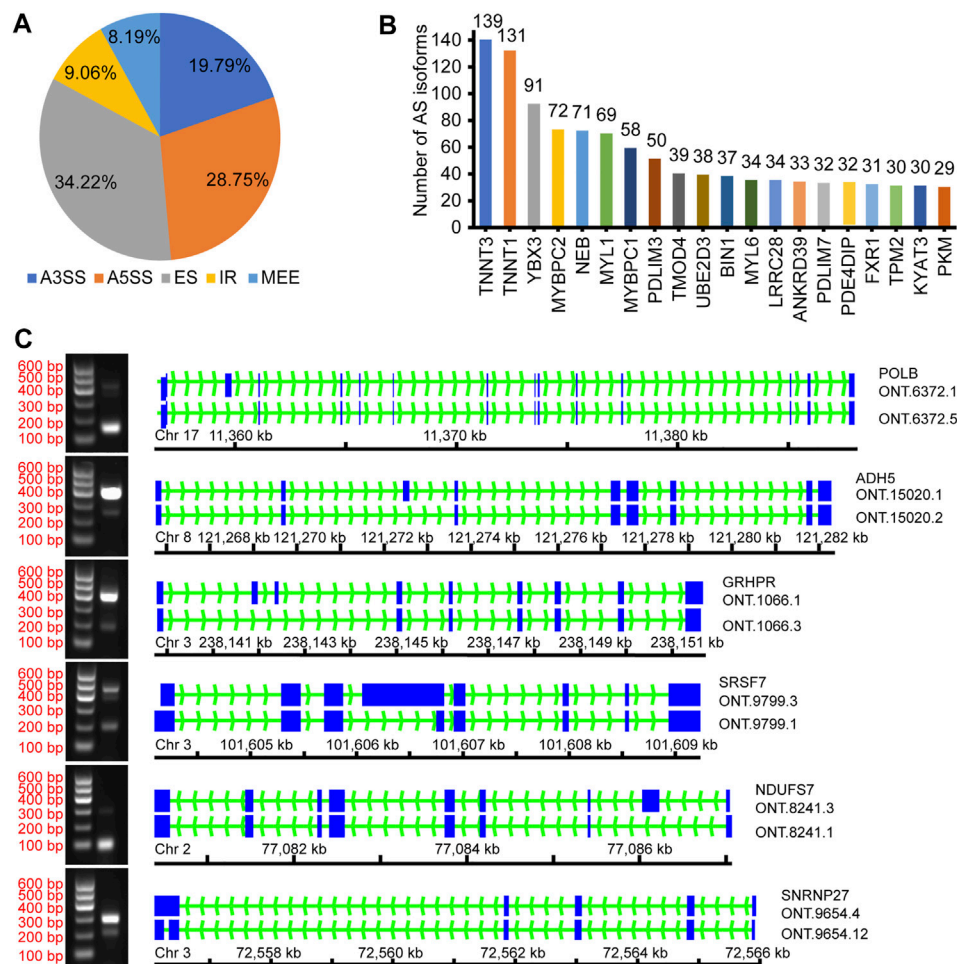 A
8.19%
9.06%
19.79%
34.22%
28.75%
A3SS A5SS ES IR MEE
B
Number of AS isoforms
140
120
100
80
60
40
20
0
139 131 91 72 71 69 58 50 39 38 37 34 34 33 32 32 31 30 30 29
TNNT3 TNNT1 YBX3 MYBPC2 NEB MYL1 MYBPC1 PDLIM3 TMOD4 UBE2D3 BIN1 MYL6 LRRC28 ANKRD39 PDLIM7 PDE4DIP FXR1 TPM2 KYAT3 PKM
C
600 bp
500 bp
400 bp
300 bp
200 bp
100 bp
POLB
ONT.6372.1
ONT.6372.5
Chr 17 11,360 kb 11,370 kb 11,380 kb
600 bp
500 bp
400 bp
300 bp
200 bp
100 bp
ADH5
ONT.15020.1
ONT.15020.2
Chr 8 121,268 kb 121,270 kb 121,272 kb 121,274 kb 121,276 kb 121,278 kb 121,280 kb 121,282 kb
600 bp
500 bp
400 bp
300 bp
200 bp
100 bp
GRHPR
ONT.1066.1
ONT.1066.3
Chr 3 238,141 kb 238,143 kb 238,145 kb 238,147 kb 238,149 kb 238,151 kb
600 bp
500 bp
400 bp
300 bp
200 bp
100 bp
SRSF7
ONT.9799.3
ONT.9799.1
Chr 3 101,605 kb 101,606 kb 101,607 kb 101,608 kb 101,609 kb
600 bp
500 bp
400 bp
300 bp
200 bp
100 bp
NDUFS7
ONT.8241.3
ONT.8241.1
Chr 2 77,082 kb 77,084 kb 77,086 kb
600 bp
500 bp
400 bp
300 bp
200 bp
100 bp
SNRNP27
ONT.9654.4
ONT.9654.12
Chr 3 72,558 kb 72,560 kb 72,562 kb 72,564 kb 72,566 kb